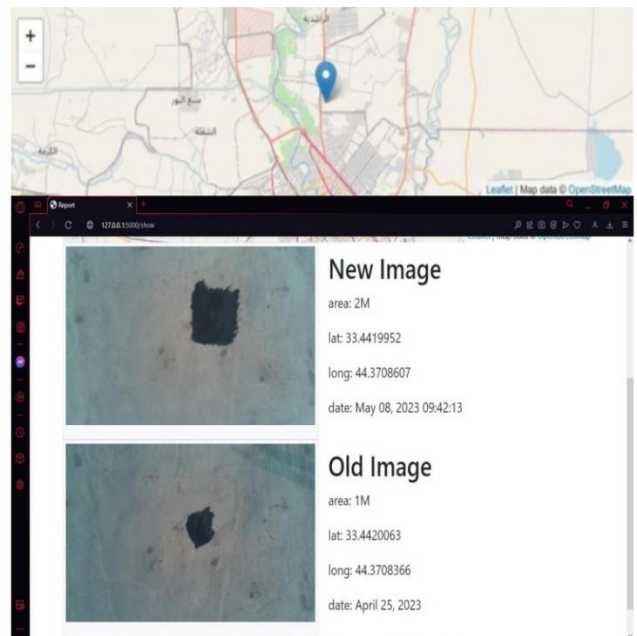 +
−
الراشدية
سبع البور
الشعلة
الكرمة
Leaflet | Map data © OpenStreetMap
Report
127.0.0.1:5000/show
New Image
area: 2M
lat: 33.4419952
long: 44.3708607
date: May 08, 2023 09:42:13
Old Image
area: 1M
lat: 33.4420063
long: 44.3708366
date: April 25, 2023